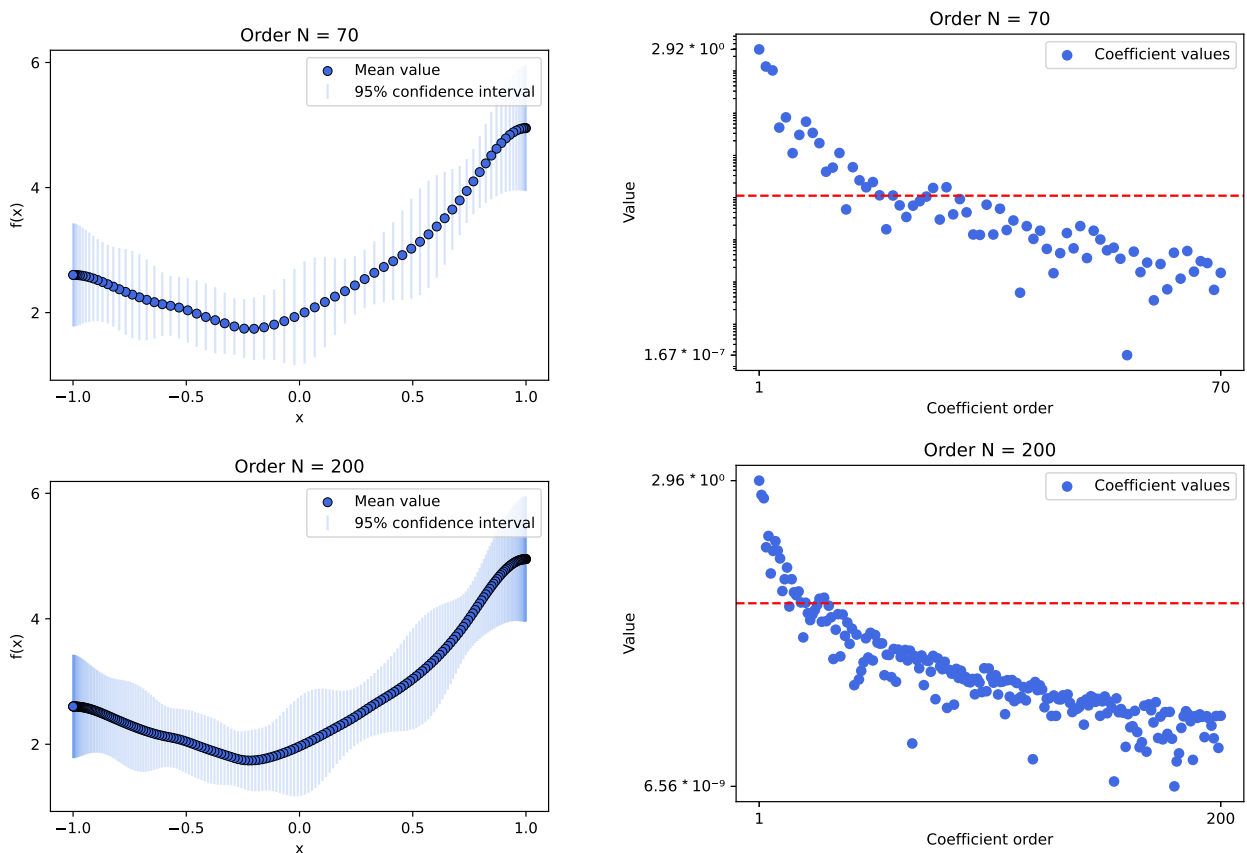 Order N = 70
f(x)
6
4
2
Mean value
95% confidence interval
−1.0
−0.5
0.0
0.5
1.0
x
Order N = 70
Value
2.92 * 10⁰
1.67 * 10⁻⁷
Coefficient values
1
70
Coefficient order
Order N = 200
f(x)
6
4
2
Mean value
95% confidence interval
−1.0
−0.5
0.0
0.5
1.0
x
Order N = 200
Value
2.96 * 10⁰
6.56 * 10⁻⁹
Coefficient values
1
200
Coefficient order